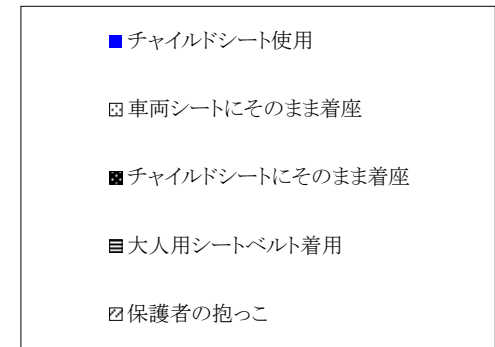 チャイルドシート使用
車両シートにそのまま着座
チャイルドシートにそのまま着座
大人用シートベルト着用
保護者の抱っこ